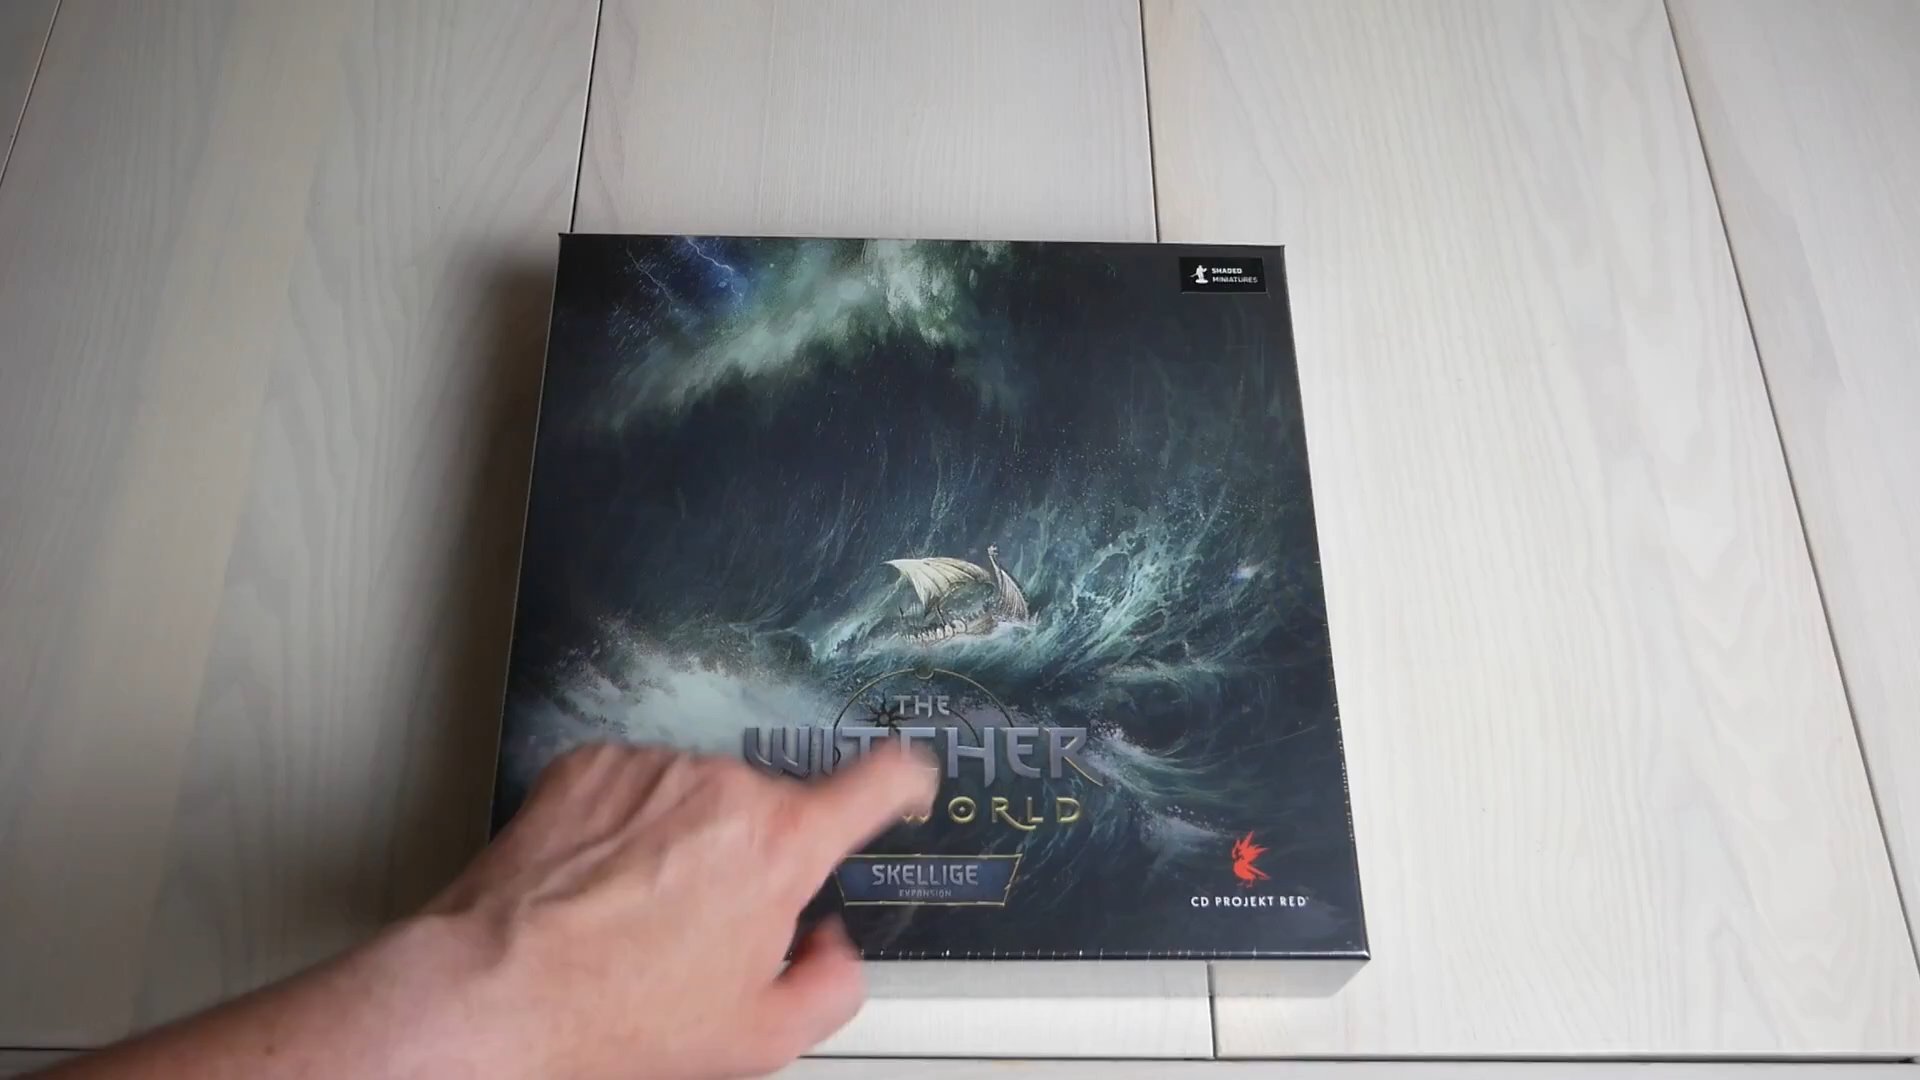 SHADED
MINIATURES
THE
WITCHER
WORLD
SKELLIGE
EXPANSION
CD PROJEKT RED